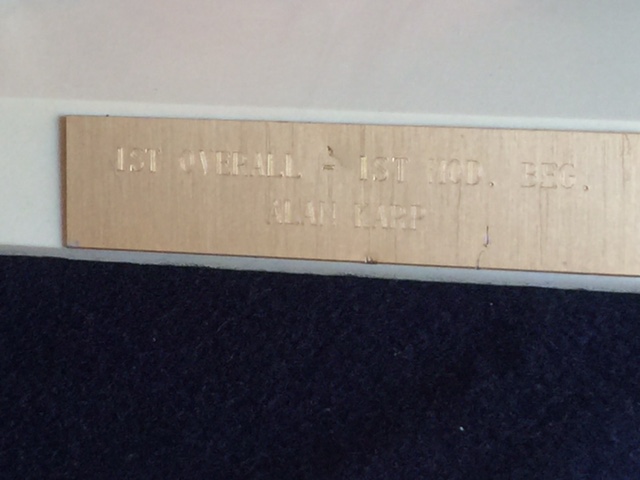 1ST OVERALL - 1ST MOD. BEG.
ALAN KARP